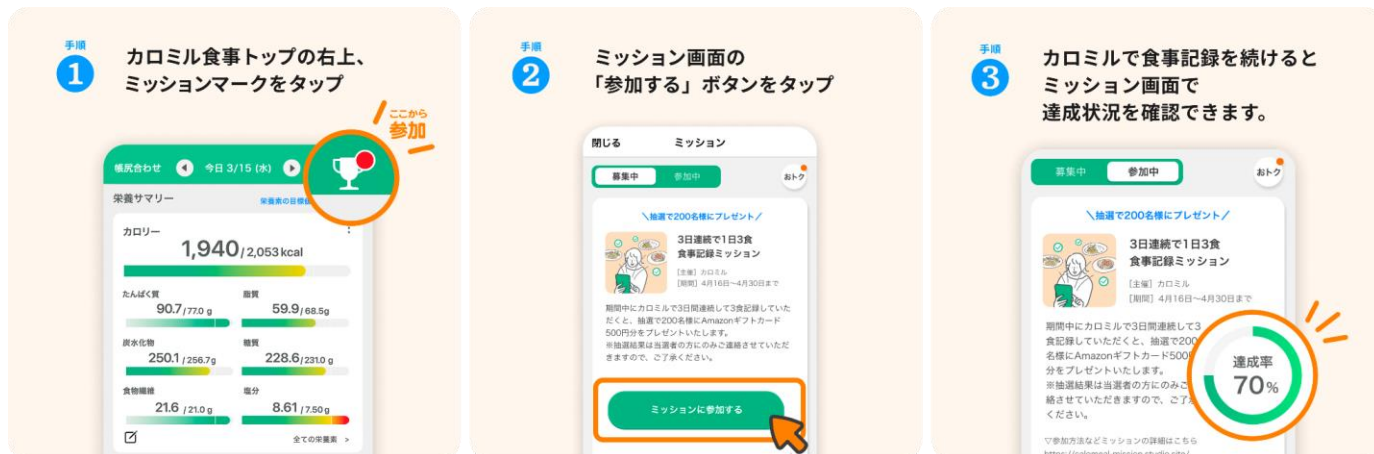 手順
1
カロミル食事トップの右上、
ミッションマークをタップ
ここから
参加
帳尻合わせ
今日 3/15 (水)
栄養サマリー
栄養素の目標値
カロリー
1,940 / 2,053 kcal
たんぱく質
90.7 / 77.0 g
脂質
59.9 / 68.5g
炭水化物
250.1 / 256.7g
糖質
228.6 / 231.0 g
食物繊維
21.6 / 21.0 g
塩分
8.61 / 7.50 g
全ての栄養素 >
手順
2
ミッション画面の
「参加する」ボタンをタップ
閉じる
ミッション
募集中
参加中
おトク
\抽選で200名様にプレゼント/
3日連続で1日3食
食事記録ミッション
［主催］カロミル
［期間］4月16日〜4月30日まで
期間中にカロミルで3日間連続して3食記録していた
だくと、抽選で200名様にAmazonギフトカード
500円分をプレゼントいたします。
※抽選結果は当選者の方にのみご連絡させていただ
きますので、ご了承ください。
ミッションに参加する
手順
3
カロミルで食事記録を続けると
ミッション画面で
達成状況を確認できます。
募集中
参加中
おトク
\抽選で200名様にプレゼント/
3日連続で1日3食
食事記録ミッション
［主催］カロミル
［期間］4月16日〜4月30日まで
期間中にカロミルで3日間連続して3
食記録していただくと、抽選で200
名様にAmazonギフトカード500円
分をプレゼントいたします。
※抽選結果は当選者の方にのみご
絡させていただきますので、ご了
ください。
達成率
70%
▽参加方法などミッションの詳細はこちら